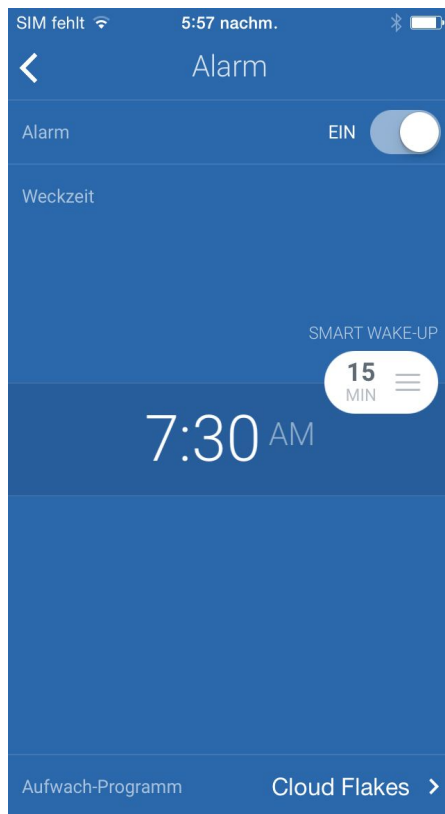 SIM fehlt 5:57 nachm.
Alarm
Alarm EIN
Weckzeit
SMART WAKE-UP
15
MIN
7:30 AM
Aufwach-Programm Cloud Flakes